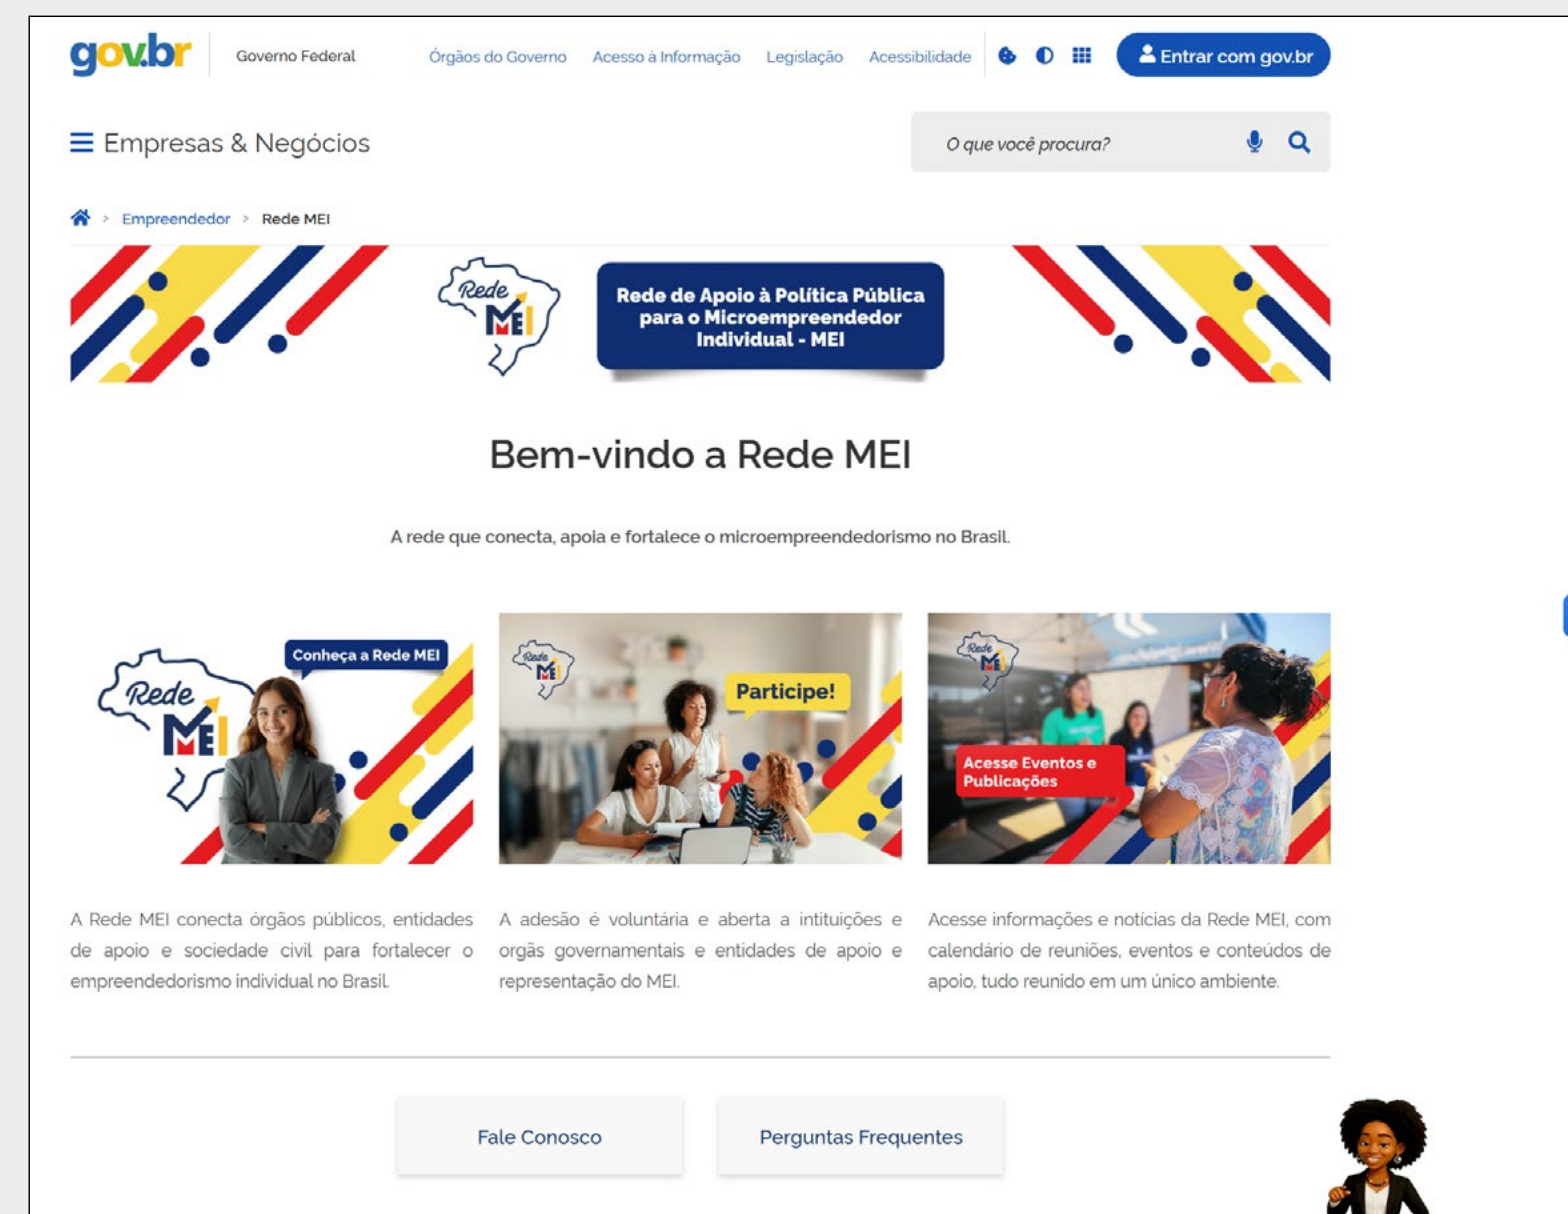 gov.br
Governo Federal
Órgãos do Governo
Acesso à Informação
Legislação
Acessibilidade
Entrar com gov.br
Empresas & Negócios
O que você procura?
> Empreendedor > Rede MEI
Rede
MEI
Rede de Apoio à Política Pública
para o Microempreendedor
Individual - MEI
Bem-vindo a Rede MEI
A rede que conecta, apoia e fortalece o microempreendedorismo no Brasil.
Conheça a Rede MEI
Rede
MEI
Rede
MEI
Participe!
Rede
MEI
Acesse Eventos e
Publicações
A Rede MEI conecta órgãos públicos, entidades
de apoio e sociedade civil para fortalecer o
empreendedorismo individual no Brasil.
A adesão é voluntária e aberta a intituições e
orgãs governamentais e entidades de apoio e
representação do MEI.
Acesse informações e notícias da Rede MEI, com
calendário de reuniões, eventos e conteúdos de
apoio, tudo reunido em um único ambiente.
Fale Conosco
Perguntas Frequentes